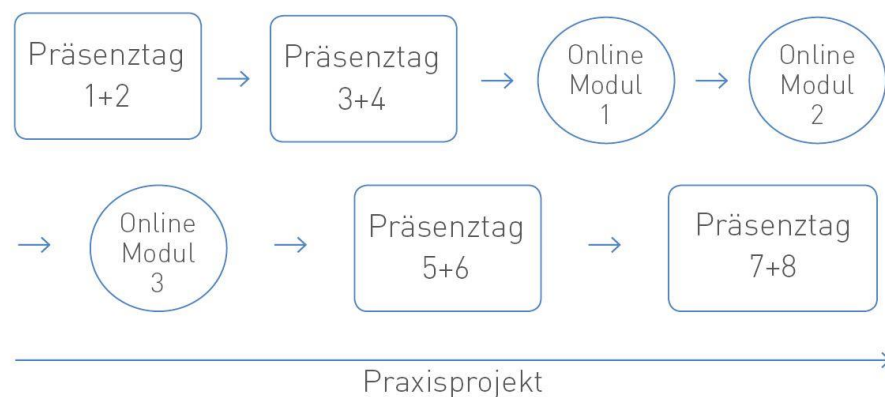 Präsenztag
1+2
Präsenztag
3+4
Online
Modul
1
Online
Modul
2
Online
Modul
3
Präsenztag
5+6
Präsenztag
7+8
Praxisprojekt